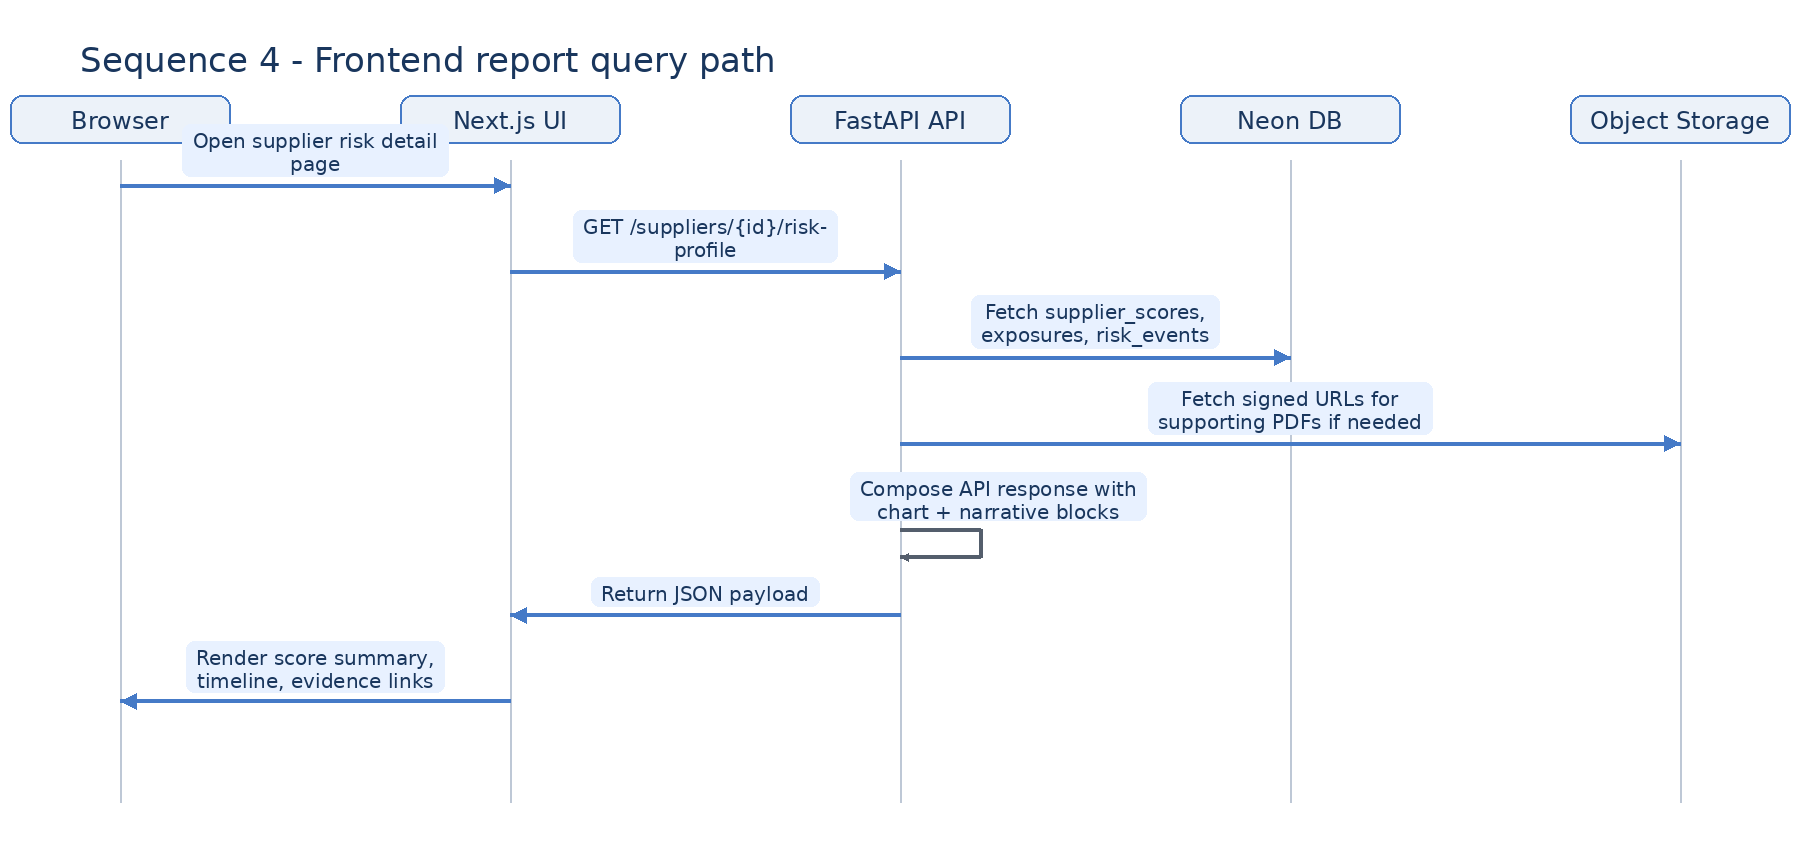 Sequence 4 - Frontend report query path
Browser
Next.js UI
FastAPI API
Neon DB
Object Storage
Open supplier risk detail
page
GET /suppliers/{id}/risk-
profile
Fetch supplier_scores,
exposures, risk_events
Fetch signed URLs for
supporting PDFs if needed
Compose API response with
chart + narrative blocks
Return JSON payload
Render score summary,
timeline, evidence links